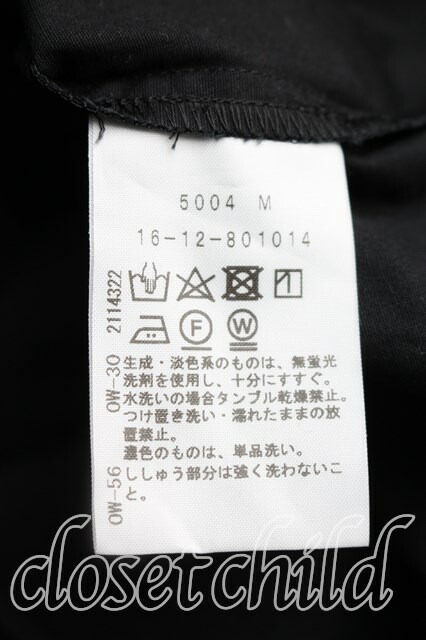 5004 M
16-12-801014
2114322
F
W
OW-30
生成・淡色系のものは、無蛍光
洗剤を使用し、十分にすすぐ。
水洗いの場合タンブル乾燥禁止。
つけ置き洗い・濡れたままの放
置禁止。
濃色のものは、単品洗い。
OW-56
ししゅう部分は強く洗わないこ
と。
closetchild